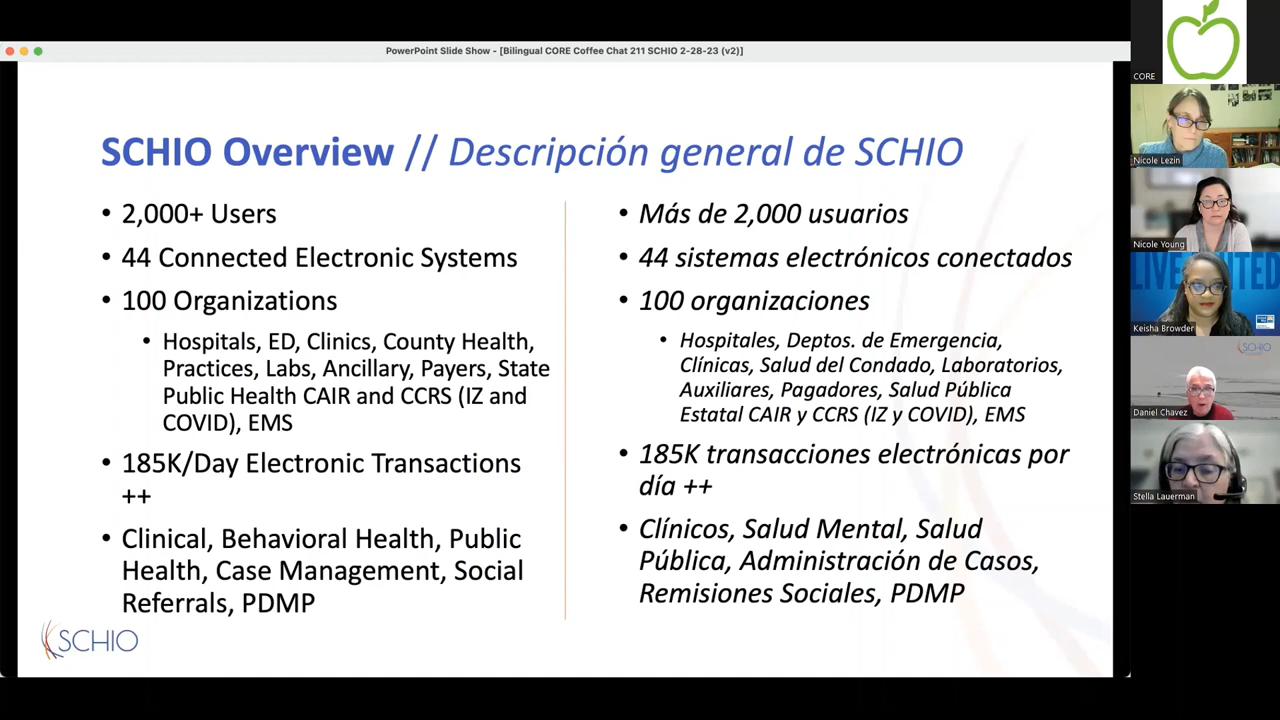 PowerPoint Slide Show - [Bilingual CORE Coffee Chat 211 SCHIO 2-28-23 (v2)]
SCHIO Overview // Descripción general de SCHIO
• 2,000+ Users
• 44 Connected Electronic Systems
• 100 Organizations
• Hospitals, ED, Clinics, County Health,
Practices, Labs, Ancillary, Payers, State
Public Health CAIR and CCRS (IZ and
COVID), EMS
• 185K/Day Electronic Transactions
++
• Clinical, Behavioral Health, Public
Health, Case Management, Social
Referrals, PDMP
• Más de 2,000 usuarios
• 44 sistemas electrónicos conectados
• 100 organizaciones
• Hospitales, Deptos. de Emergencia,
Clínicas, Salud del Condado, Laboratorios,
Auxiliares, Pagadores, Salud Pública
Estatal CAIR y CCRS (IZ y COVID), EMS
• 185K transacciones electrónicas por
día ++
• Clínicos, Salud Mental, Salud
Pública, Administración de Casos,
Remisiones Sociales, PDMP
SCHIO
CORE
Nicole Lezin
Nicole Young
LIVE UNITED
Keisha Browder
SCHIO
Daniel Chavez
Stella Lauerman